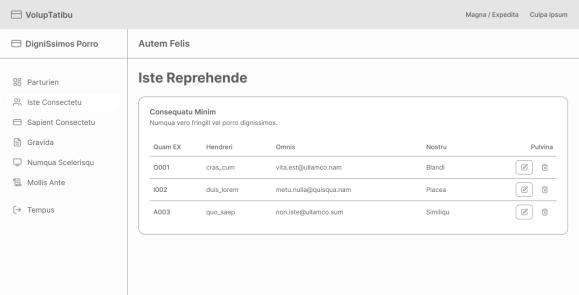 VolupTatibu
Magna / Expedita Culpa Ipsum
DigniSsimos Porro
Autem Felis
Parturien
Iste Consectetu
Sapient Consectetu
Gravida
Numqua Scelerisqu
Mollis Ante
Tempus
Iste Reprehende
Consequatu Minim
Numqua vero fringill vel porro dignissimos.
Quam EX Hendreri Omnis Nostru Pulvina
O001 cras_cum vita.est@ullamco.nam Blandi
I002 duis_lorem metu.nulla@quisqua.nam Placea
A003 quo_saep non.iste@ullamco.sum Similiqu